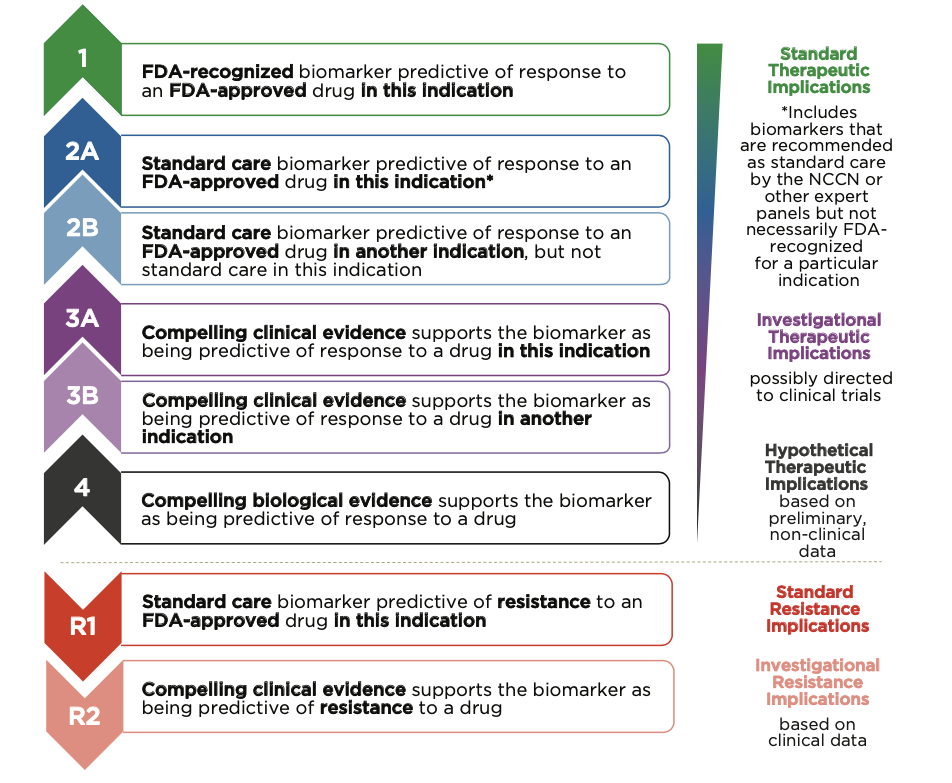 1
FDA-recognized biomarker predictive of response to
an FDA-approved drug in this indication
2A
Standard care biomarker predictive of response to an
FDA-approved drug in this indication*
2B
Standard care biomarker predictive of response to an
FDA-approved drug in another indication, but not
standard care in this indication
3A
Compelling clinical evidence supports the biomarker as
being predictive of response to a drug in this indication
3B
Compelling clinical evidence supports the biomarker as
being predictive of response to a drug in another
indication
4
Compelling biological evidence supports the biomarker
as being predictive of response to a drug
R1
Standard care biomarker predictive of resistance to an
FDA-approved drug in this indication
R2
Compelling clinical evidence supports the biomarker as
being predictive of resistance to a drug
Standard
Therapeutic
Implications
*Includes
biomarkers that
are recommended
as standard care
by the NCCN or
other expert
panels but not
necessarily FDA-
recognized
for a particular
indication
Investigational
Therapeutic
Implications
possibly directed
to clinical trials
Hypothetical
Therapeutic
Implications
based on
preliminary,
non-clinical
data
Standard
Resistance
Implications
Investigational
Resistance
Implications
based on
clinical data